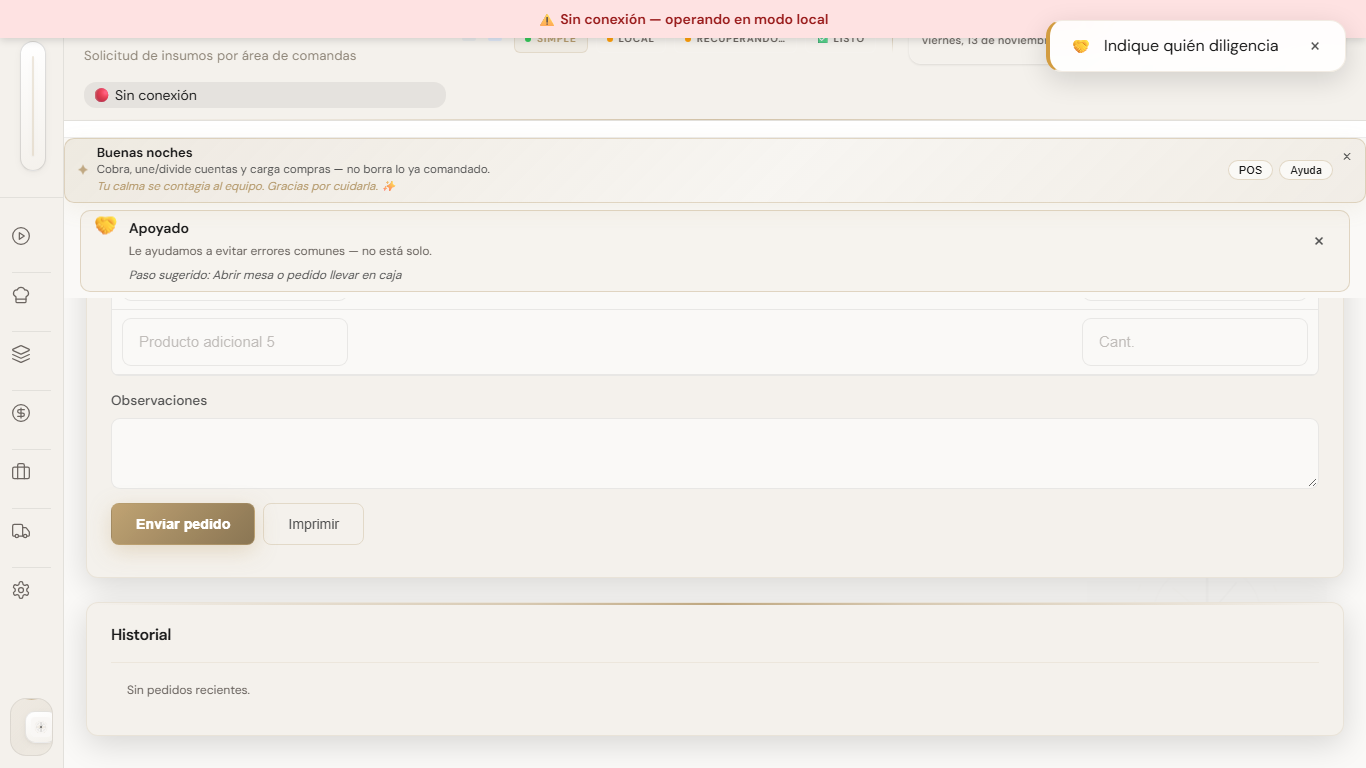 ⚠️ Sin conexión — operando en modo local
🤝 Indique quién diligencia ×
SIMPLE LOCAL RECUPERANDO… LISTO
viernes, 13 de noviemb
Solicitud de insumos por área de comandas
Sin conexión
Buenas noches
Cobra, une/divide cuentas y carga compras — no borra lo ya comandado.
Tu calma se contagia al equipo. Gracias por cuidarla. ✨
POS Ayuda ×
Apoyado
Le ayudamos a evitar errores comunes — no está solo. ×
Paso sugerido: Abrir mesa o pedido llevar en caja
Producto adicional 5 Cant.
Observaciones
Enviar pedido Imprimir
Historial
Sin pedidos recientes.